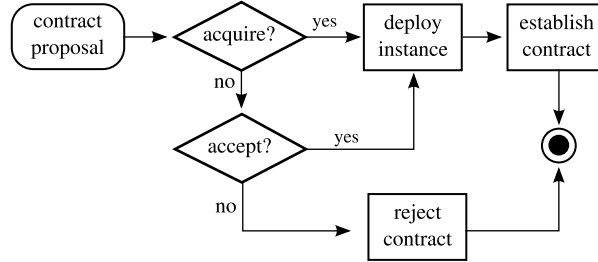 contract
proposal
acquire?
yes
deploy
instance
establish
contract
no
accept?
yes
no
reject
contract